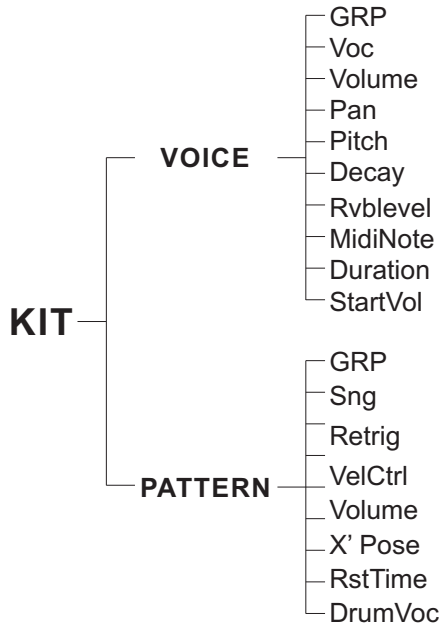 KIT
VOICE
GRP
Voc
Volume
Pan
Pitch
Decay
Rvblevel
MidiNote
Duration
StartVol
PATTERN
GRP
Sng
Retrig
VelCtrl
Volume
X' Pose
RstTime
DrumVoc